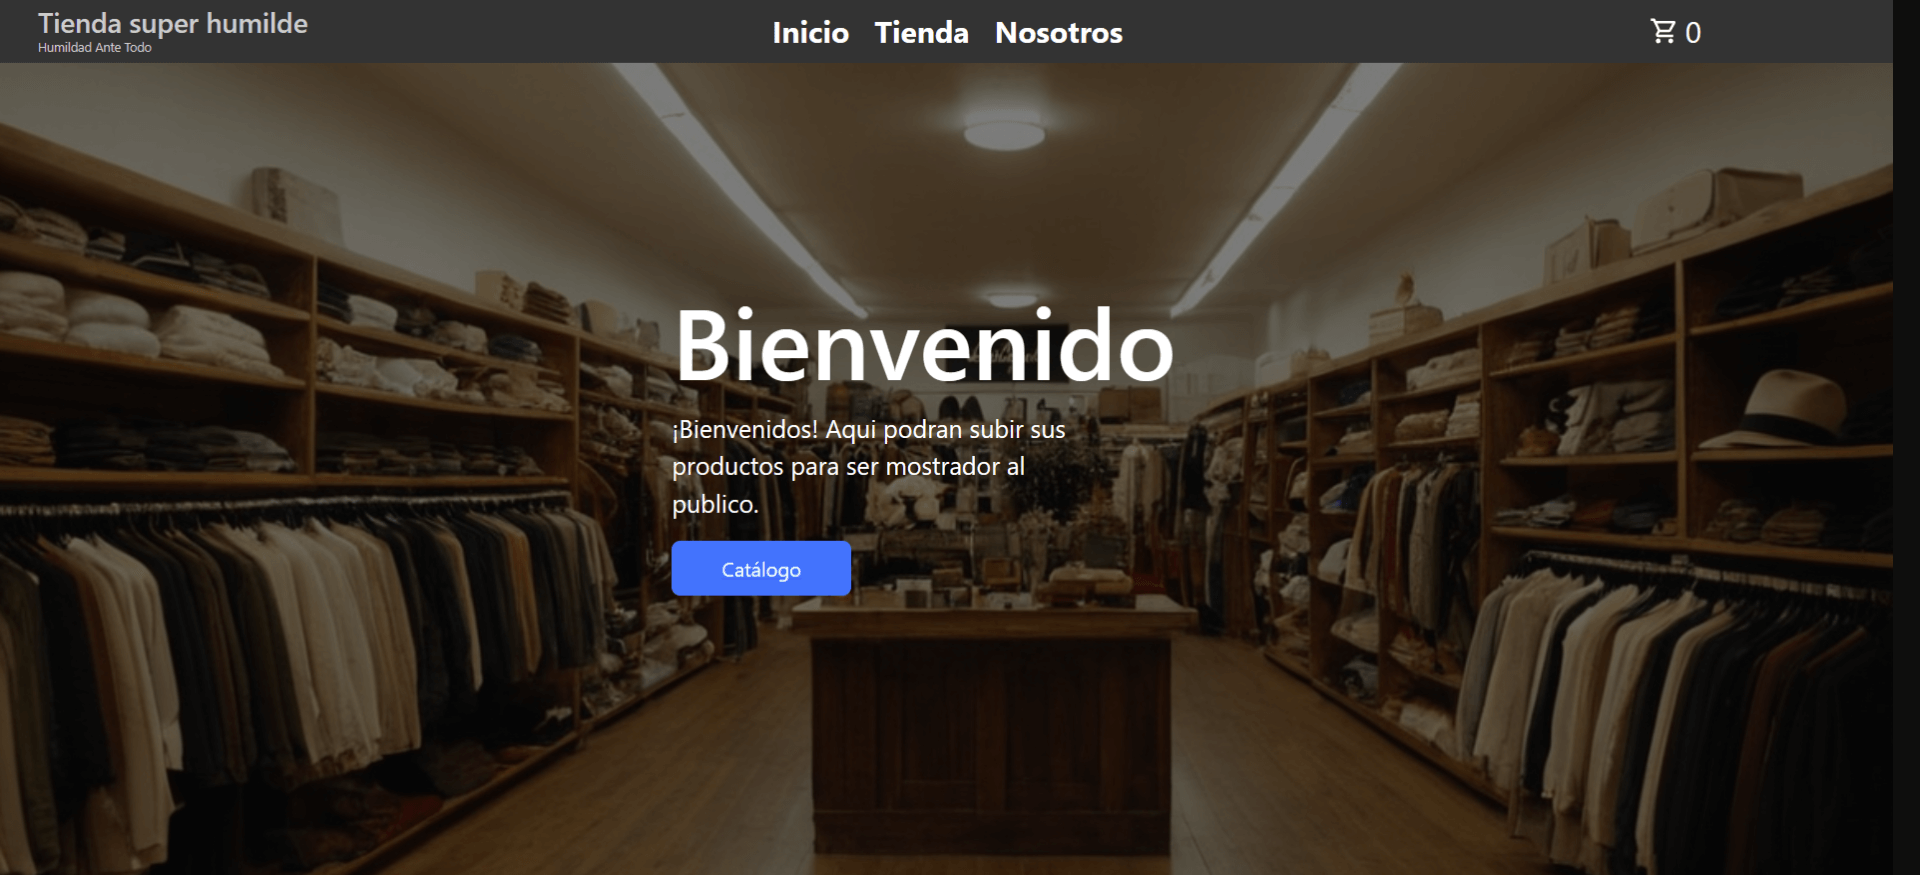 Tienda super humilde
Humildad Ante Todo
Inicio Tienda Nosotros
0
Bienvenido
¡Bienvenidos! Aqui podran subir sus
productos para ser mostrador al
publico.
Catálogo